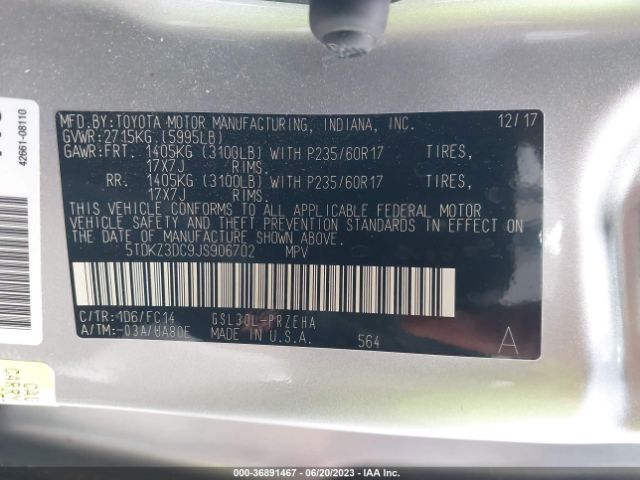 MFD.BY:TOYOTA MOTOR MANUFACTURING, INDIANA, INC. 12/17
GVWR:2715KG (5995LB)
GAWR:FRT. 1405KG (3100LB) WITH P235/60R17 TIRES,
17X7J RIMS.
RR. 1405KG (3100LB) WITH P235/60R17 TIRES,
17X7J RIMS.
THIS VEHICLE CONFORMS TO ALL APPLICABLE FEDERAL MOTOR
VEHICLE SAFETY AND THEFT PREVENTION STANDARDS IN EFFECT ON
THE DATE OF MANUFACTURE SHOWN ABOVE.
5TDKZ3DC9JS906702 MPV
C/TR:1D6/FC14 GSL30L-PRZEHA
A/TM:-03A/UA80E MADE IN U.S.A. 564 A
42661-08110
000-36891467 - 06/20/2023 - IAA Inc.